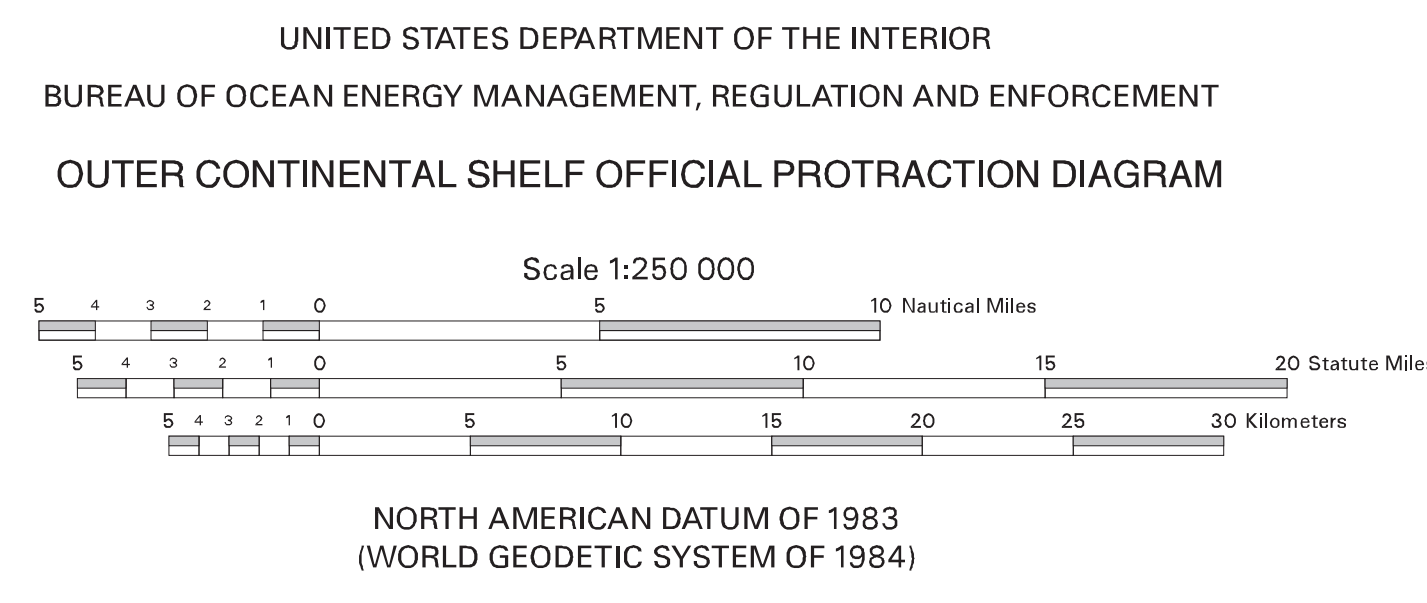 UNITED STATES DEPARTMENT OF THE INTERIOR
BUREAU OF OCEAN ENERGY MANAGEMENT, REGULATION AND ENFORCEMENT
OUTER CONTINENTAL SHELF OFFICIAL PROTRACTION DIAGRAM
Scale 1:250 000
5 4 3 2 1 0 5 10 Nautical Miles
5 4 3 2 1 0 5 10 15 20 Statute Miles
5 4 3 2 1 0 5 10 15 20 25 30 Kilometers
NORTH AMERICAN DATUM OF 1983
(WORLD GEODETIC SYSTEM OF 1984)